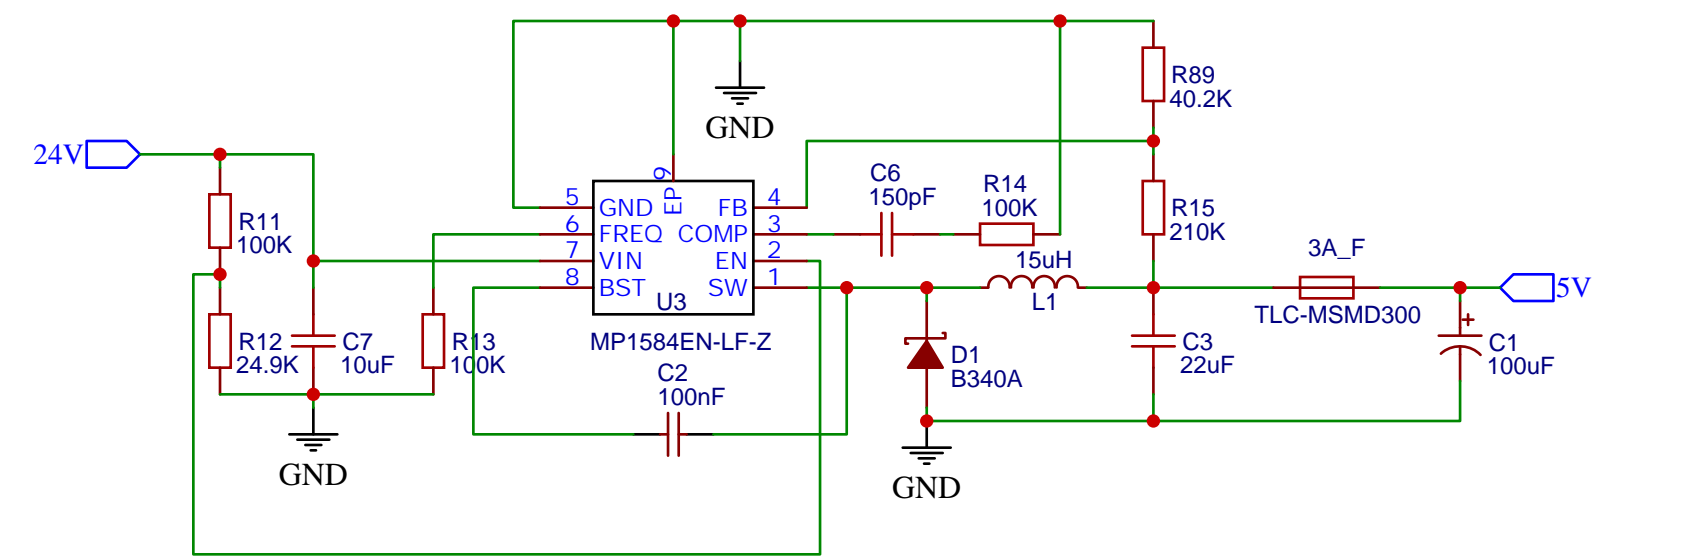 R89
40.2K
GND
24V
C6
150pF
R14
100K
R15
210K
R11
100K
5
6
7
8
GND
FREQ
VIN
BST
9
EP
FB
COMP
EN
SW
4
3
2
1
U3
MP1584EN-LF-Z
15uH
L1
3A_F
TLC-MSMD300
5V
R12
24.9K
C7
10uF
R13
100K
C2
100nF
D1
B340A
C3
22uF
+
C1
100uF
GND
GND